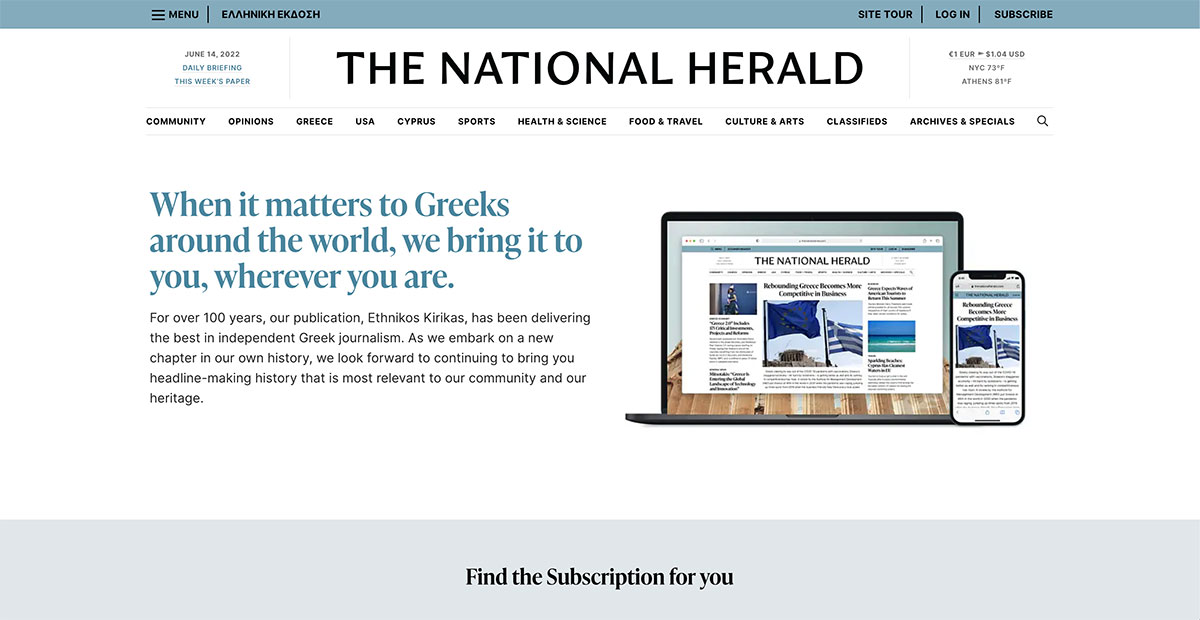 MENU
ΕΛΛΗΝΙΚΗ ΕΚΔΟΣΗ
SITE TOUR
LOG IN
SUBSCRIBE
JUNE 14, 2022
DAILY BRIEFING
THIS WEEK'S PAPER
THE NATIONAL HERALD
€1 EUR = $1.04 USD
NYC 73°F
ATHENS 81°F
COMMUNITY
OPINIONS
GREECE
USA
CYPRUS
SPORTS
HEALTH & SCIENCE
FOOD & TRAVEL
CULTURE & ARTS
CLASSIFIEDS
ARCHIVES & SPECIALS
When it matters to Greeks
around the world, we bring it to
you, wherever you are.
For over 100 years, our publication, Ethnikos Kirikas, has been delivering
the best in independent Greek journalism. As we embark on a new
chapter in our own history, we look forward to continuing to bring you
headline-making history that is most relevant to our community and our
heritage.
THE NATIONAL HERALD
Rebounding Greece Becomes More
Competitive in Business
"Greece 2.0" Includes
175 Critical Investments,
Projects and Reforms
Mitsotakis: "Greece Is
Entering the Global
Landscape of Technology
and Innovation"
Greece Expects Waves of
American Tourists to
Return This Summer
Sparkling Beaches:
Cyprus Has Cleanest
Waters in EU
THE NATIONAL HERALD
Rebounding Greece
Becomes More
Competitive in Business
Find the Subscription for you